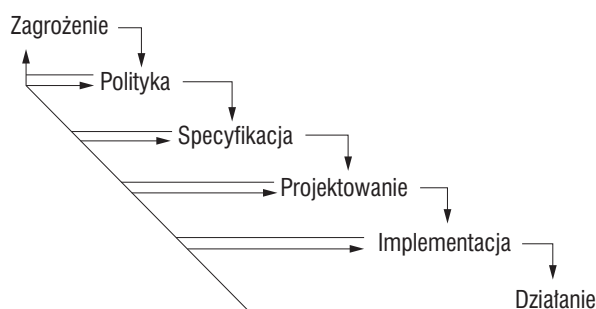 Zagrożenie
Polityka
Specyfikacja
Projektowanie
Implementacja
Działanie